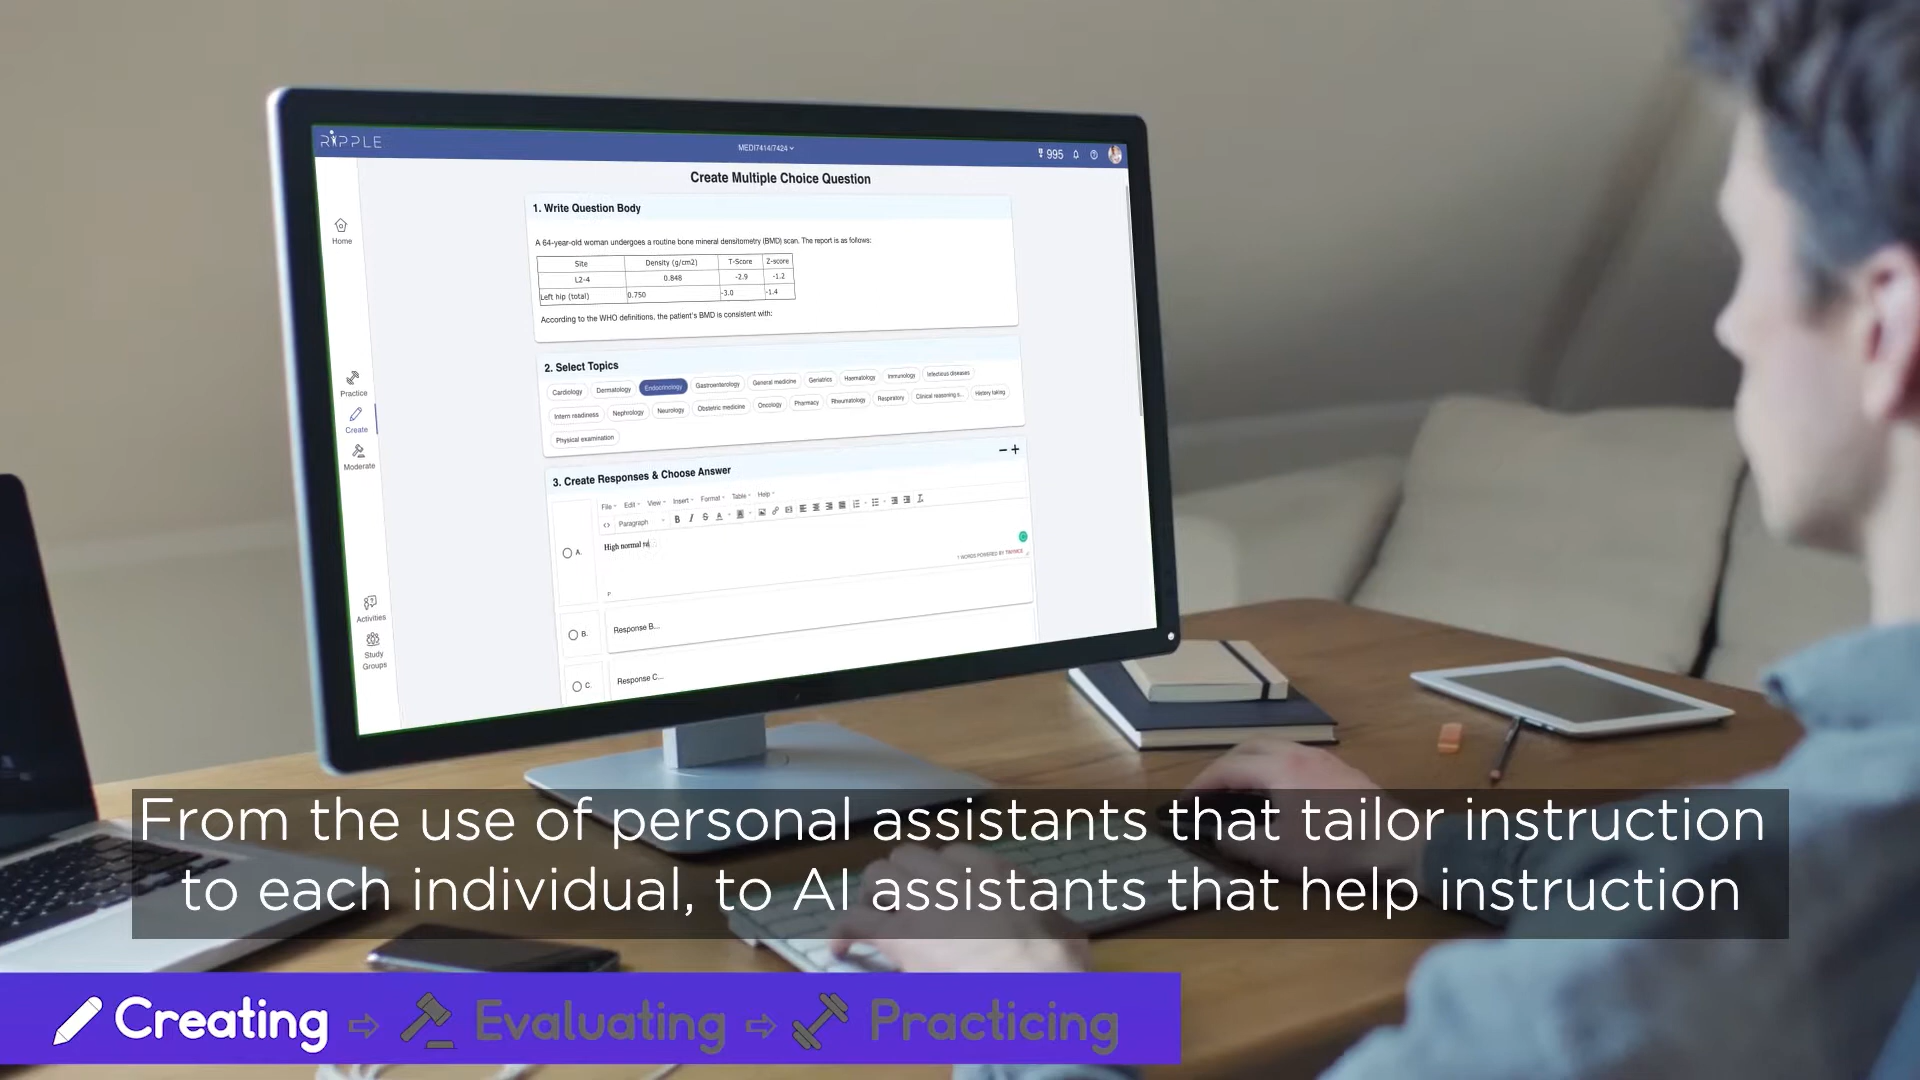 RIPPLE
MEDI7414/7424
995
Create Multiple Choice Question
Home
Practice
Create
Moderate
Activities
Study
Groups
1. Write Question Body
A 64-year-old woman undergoes a routine bone mineral densitometry (BMD) scan. The report is as follows:
Site Density (g/cm2) T-Score Z-score
L2-4 0.848 -2.9 -1.2
Left hip (total) 0.750 -3.0 -1.4
According to the WHO definitions, the patient's BMD is consistent with:
2. Select Topics
Cardiology Dermatology Endocrinology Gastroenterology General medicine Geriatrics Haematology Immunology Infectious diseases
Intern readiness Nephrology Neurology Obstetric medicine Oncology Pharmacy Rheumatology Respiratory Clinical reasoning s... History taking
Physical examination
3. Create Responses & Choose Answer
File Edit View Insert Format Table Help
Paragraph B I S A
A. High normal ra
P
WORDS POWERED BY TINYMCE
B. Response B...
C. Response C...
From the use of personal assistants that tailor instruction
to each individual, to AI assistants that help instruction
Creating Evaluating Practicing